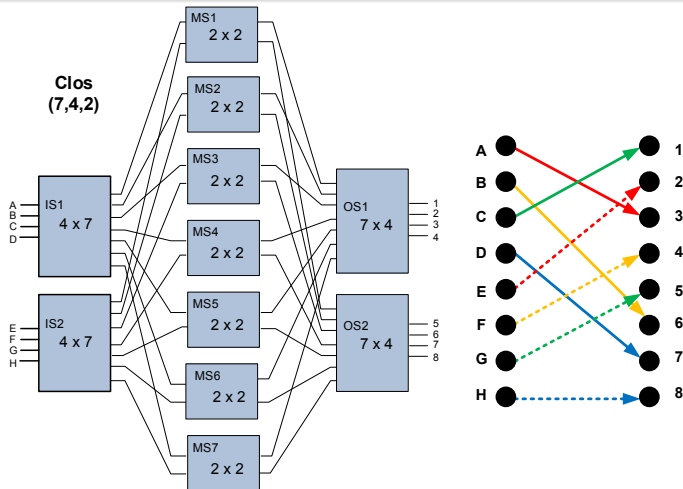 Clos
(7,4,2)
MS1
2 x 2
MS2
2 x 2
MS3
2 x 2
MS4
2 x 2
MS5
2 x 2
MS6
2 x 2
MS7
2 x 2
A
B
C
D
IS1
4 x 7
E
F
G
H
IS2
4 x 7
OS1
7 x 4
1
2
3
4
OS2
7 x 4
5
6
7
8
A 1
B 2
C 3
D 4
E 5
F 6
G 7
H 8